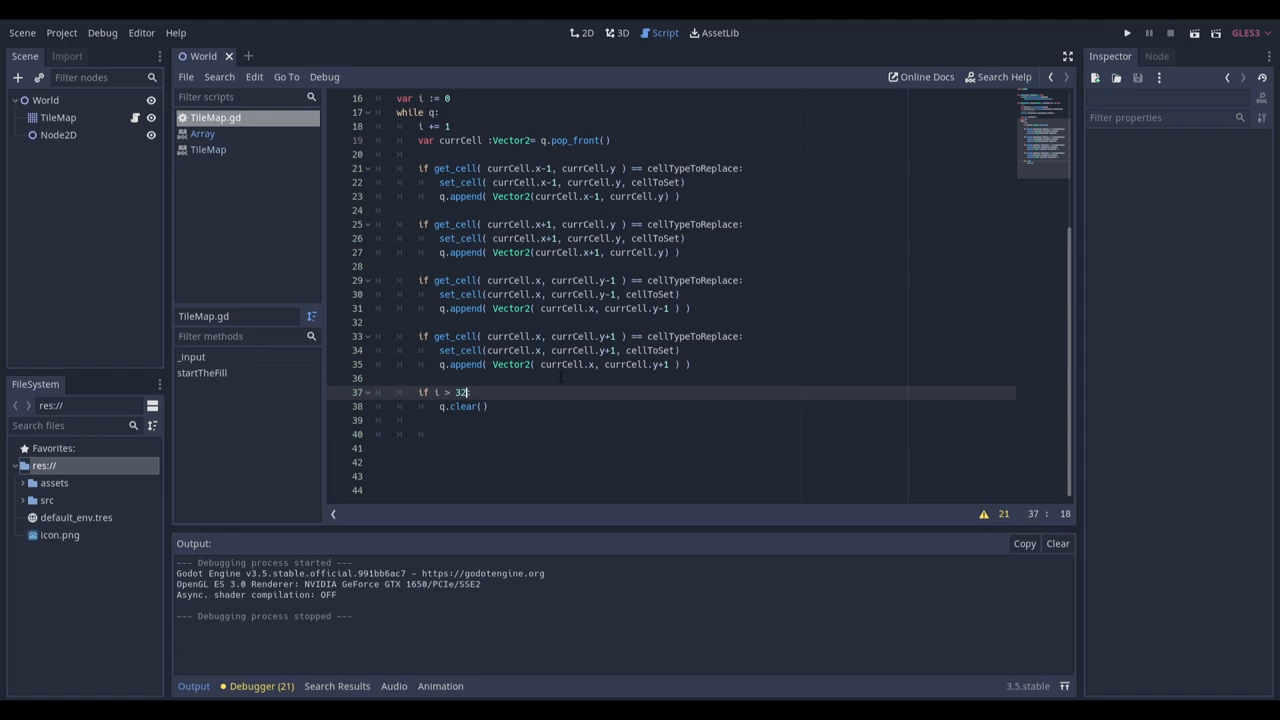 Scene Project Debug Editor Help
2D 3D Script AssetLib
GLES3
Scene Import
Filter nodes
World
TileMap
Node2D
FileSystem
res://
Search files
Favorites:
res://
assets
src
default_env.tres
icon.png
World
File Search Edit Go To Debug
Online Docs Search Help
Filter scripts
TileMap.gd
Array
TileMap
TileMap.gd
Filter methods
_input
startTheFill
16 var i := 0
17 while q:
18 i += 1
19 var currCell :Vector2= q.pop_front()
20
21 if get_cell( currCell.x-1, currCell.y ) == cellTypeToReplace:
22 set_cell( currCell.x-1, currCell.y, cellToSet)
23 q.append( Vector2(currCell.x-1, currCell.y) )
24
25 if get_cell( currCell.x+1, currCell.y ) == cellTypeToReplace:
26 set_cell( currCell.x+1, currCell.y, cellToSet)
27 q.append( Vector2(currCell.x+1, currCell.y) )
28
29 if get_cell( currCell.x, currCell.y-1 ) == cellTypeToReplace:
30 set_cell(currCell.x, currCell.y-1, cellToSet)
31 q.append( Vector2( currCell.x, currCell.y-1 ) )
32
33 if get_cell( currCell.x, currCell.y+1 ) == cellTypeToReplace:
34 set_cell(currCell.x, currCell.y+1, cellToSet)
35 q.append( Vector2( currCell.x, currCell.y+1 ) )
36
37 if i > 32:
38 q.clear()
39
40
41
42
43
44
21 37 : 18
Output:
Copy Clear
--- Debugging process started ---
Godot Engine v3.5.stable.official.991bb6ac7 - https://godotengine.org
OpenGL ES 3.0 Renderer: NVIDIA GeForce GTX 1650/PCIe/SSE2
Async. shader compilation: OFF
--- Debugging process stopped ---
Output Debugger (21) Search Results Audio Animation
3.5.stable
Inspector Node
Filter properties